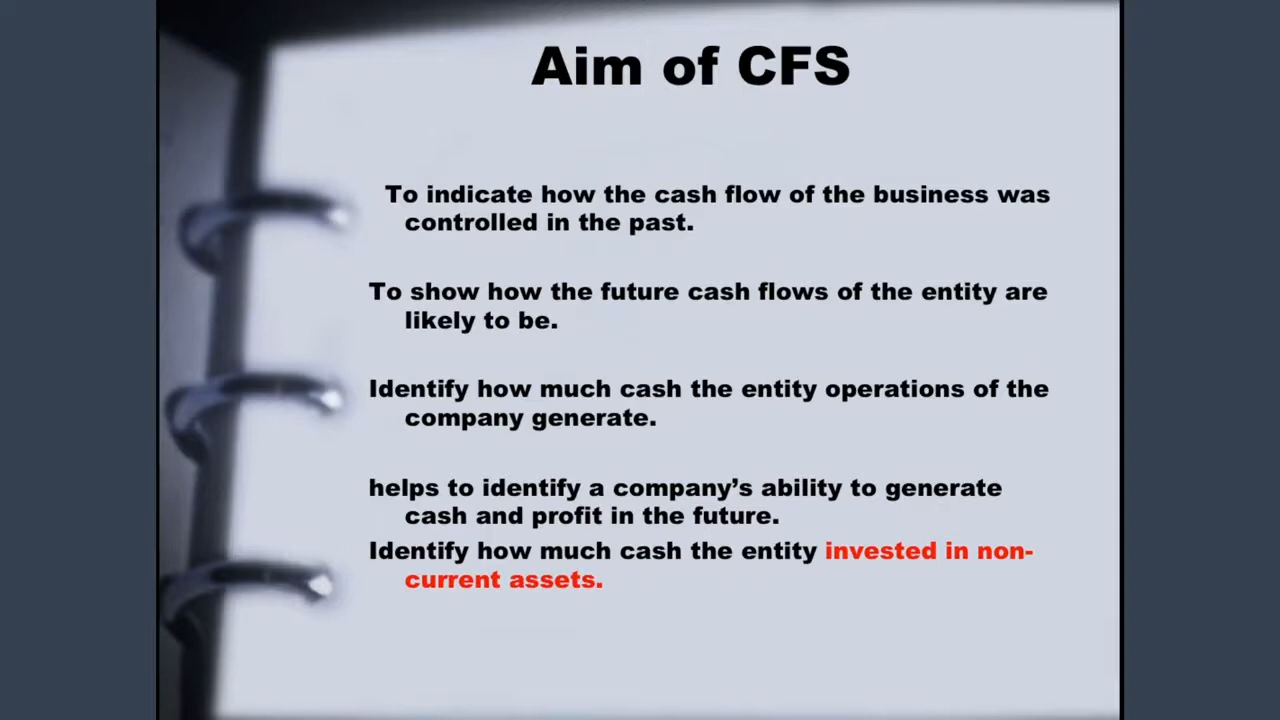 Aim of CFS
To indicate how the cash flow of the business was
controlled in the past.
To show how the future cash flows of the entity are
likely to be.
Identify how much cash the entity operations of the
company generate.
helps to identify a company’s ability to generate
cash and profit in the future.
Identify how much cash the entity invested in non-
current assets.